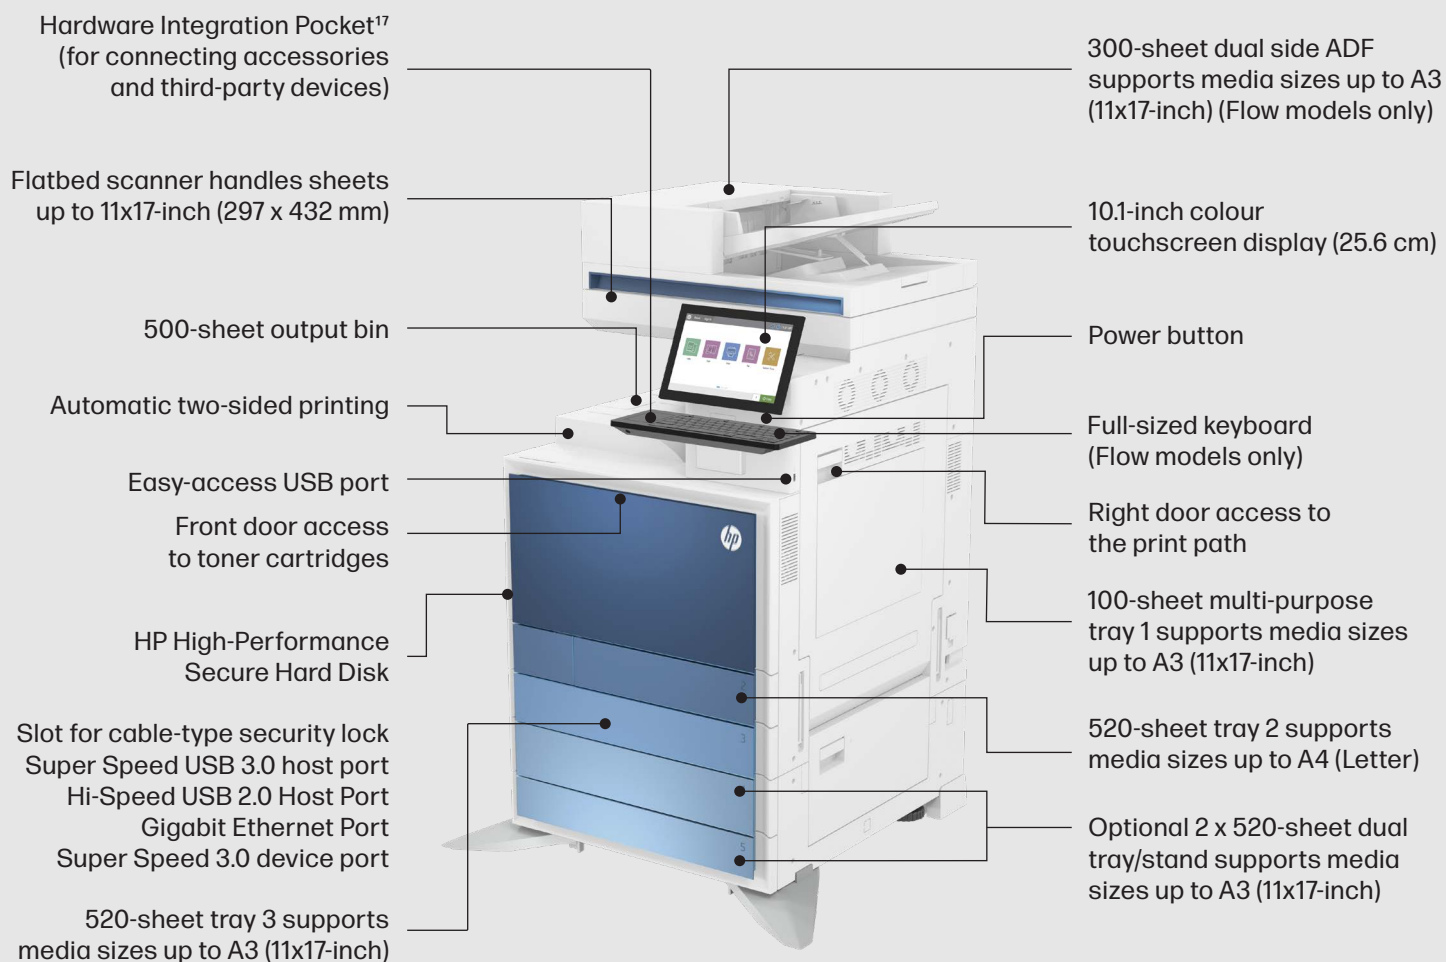 Hardware Integration Pocket¹⁷
(for connecting accessories
and third-party devices)
Flatbed scanner handles sheets
up to 11x17-inch (297 x 432 mm)
500-sheet output bin
Automatic two-sided printing
Easy-access USB port
Front door access
to toner cartridges
HP High-Performance
Secure Hard Disk
Slot for cable-type security lock
Super Speed USB 3.0 host port
Hi-Speed USB 2.0 Host Port
Gigabit Ethernet Port
Super Speed 3.0 device port
520-sheet tray 3 supports
media sizes up to A3 (11x17-inch)
hp
2
3
5
300-sheet dual side ADF
supports media sizes up to A3
(11x17-inch) (Flow models only)
10.1-inch colour
touchscreen display (25.6 cm)
Power button
Full-sized keyboard
(Flow models only)
Right door access to
the print path
100-sheet multi-purpose
tray 1 supports media sizes
up to A3 (11x17-inch)
520-sheet tray 2 supports
media sizes up to A4 (Letter)
Optional 2 x 520-sheet dual
tray/stand supports media
sizes up to A3 (11x17-inch)